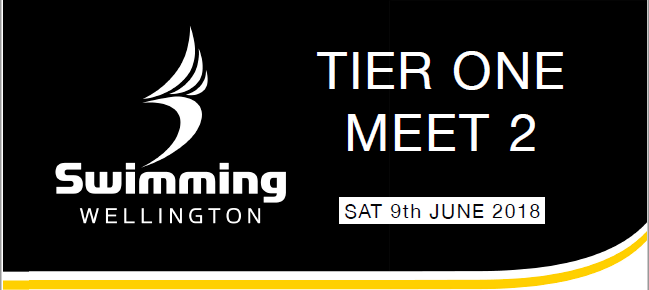 TIER ONE
MEET 2
Swimming
WELLINGTON
SAT 9th JUNE 2018